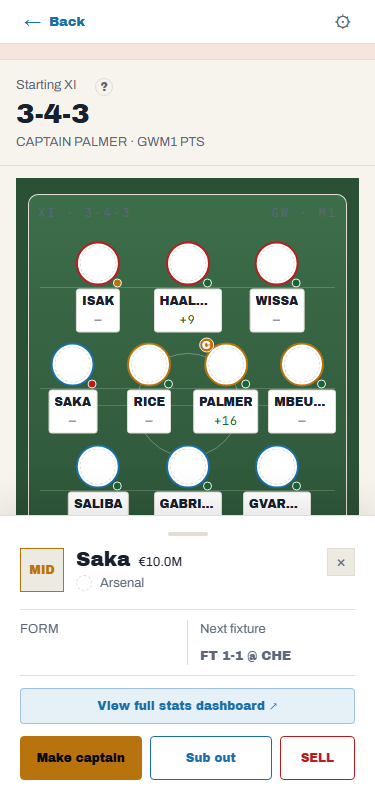 ← Back
Starting XI ?
3-4-3
CAPTAIN PALMER · GWM1 PTS
XI · 3-4-3 GW · M1
ISAK HAAL... WISSA
– +9 –
C
SAKA RICE PALMER MBEU...
– – +16 –
SALIBA GABRI... GVAR...
MID
Saka €10.0M
Arsenal
×
FORM Next fixture
FT 1-1 @ CHE
View full stats dashboard ↗
Make captain Sub out SELL